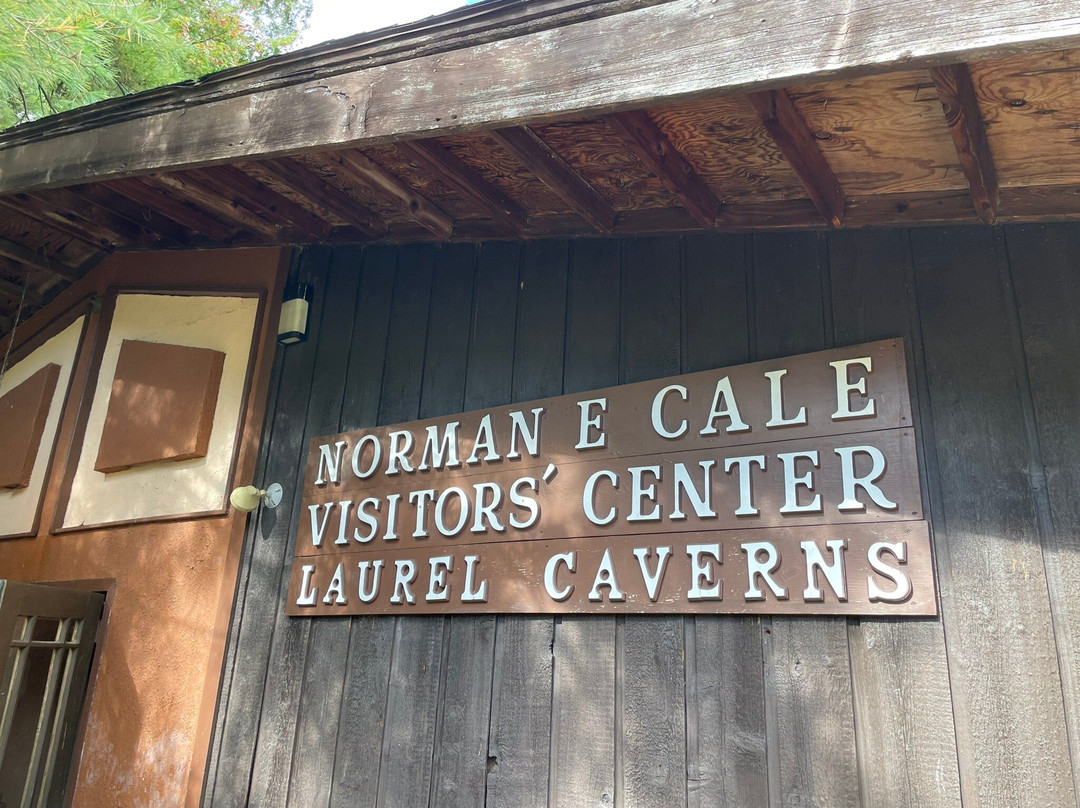 NORMAN E CALE
VISITORS' CENTER
LAUREL CAVERNS